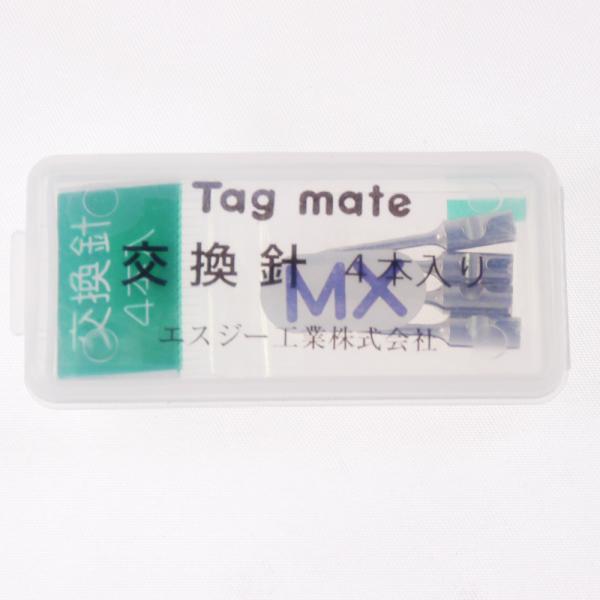 Tag mate
交換針 4本入り
MX
エスジー工業株式会社
交換針
4本入